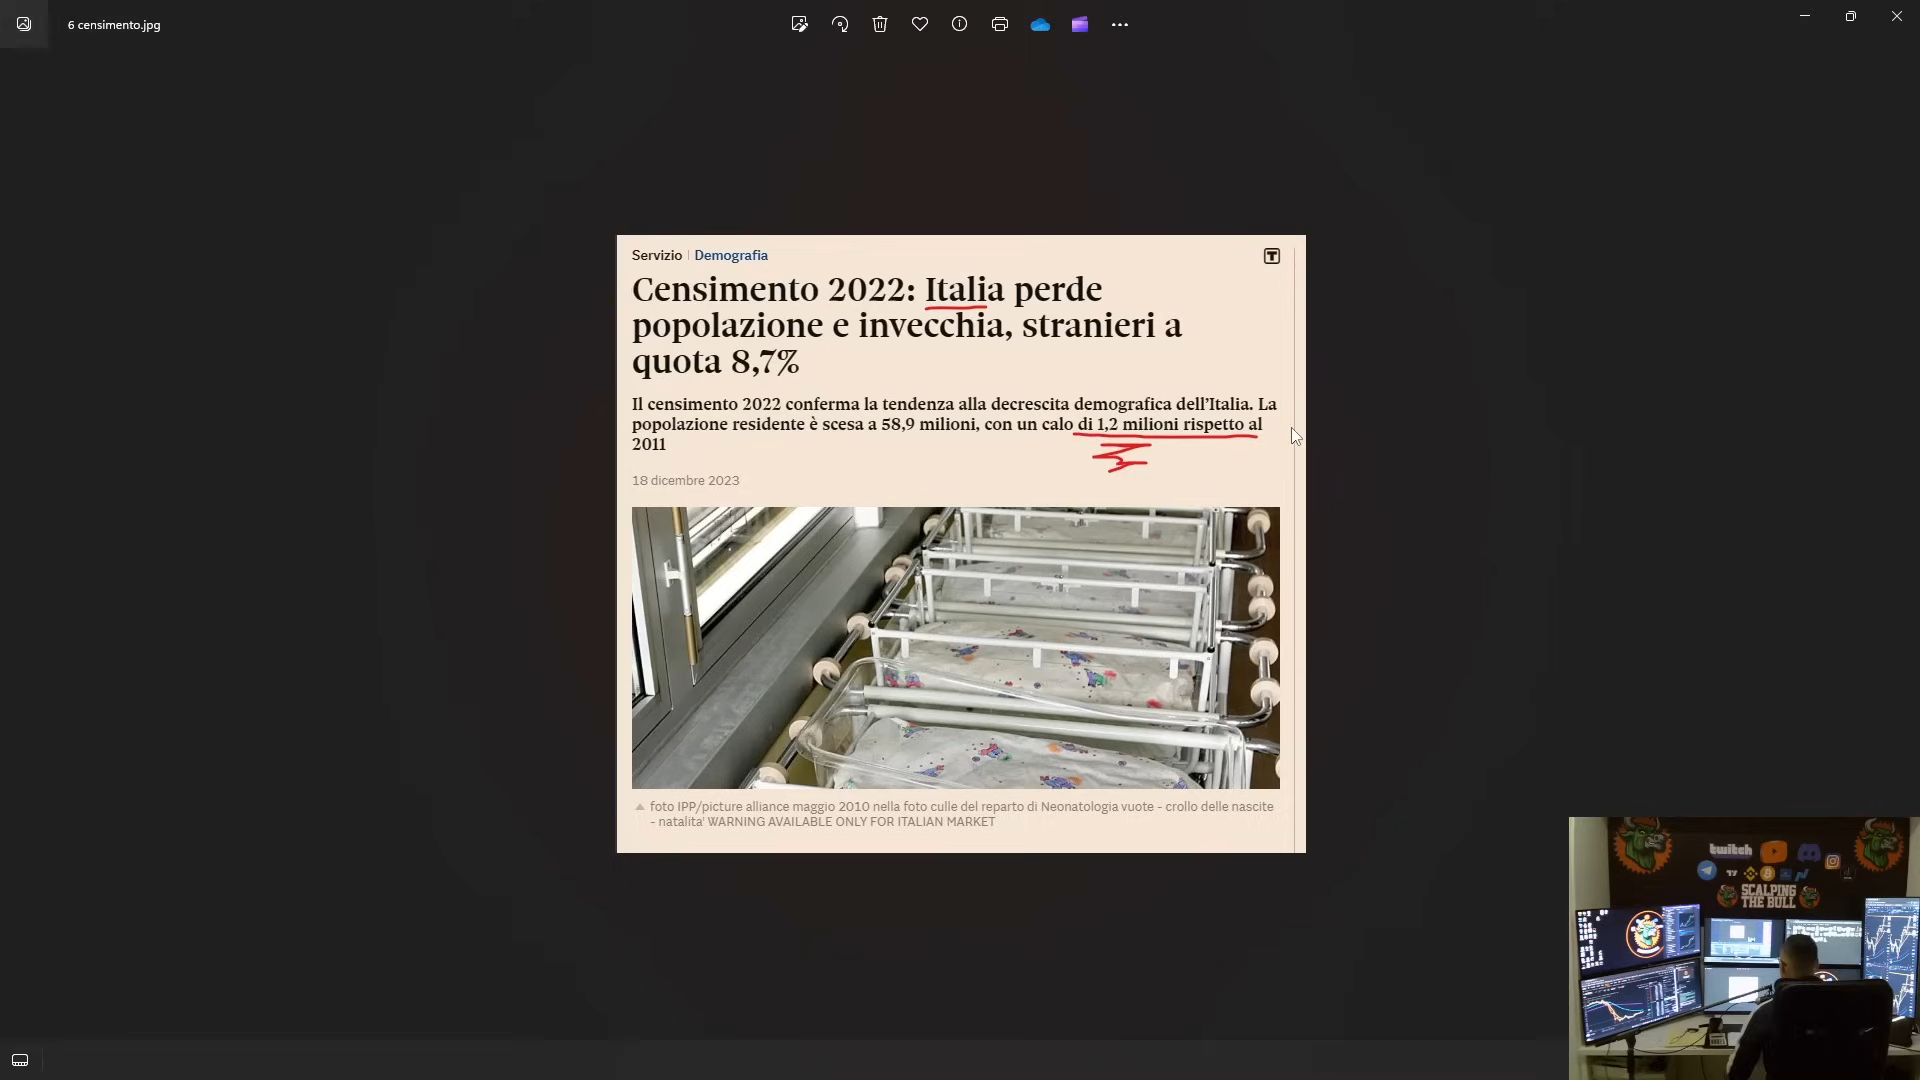 6 censimento.jpg
Servizio | Demografia
Censimento 2022: Italia perde
popolazione e invecchia, stranieri a
quota 8,7%
Il censimento 2022 conferma la tendenza alla decrescita demografica dell'Italia. La
popolazione residente è scesa a 58,9 milioni, con un calo di 1,2 milioni rispetto al
2011
18 dicembre 2023
foto IPP/picture alliance maggio 2010 nella foto culle del reparto di Neonatologia vuote - crollo delle nascite
- natalita' WARNING AVAILABLE ONLY FOR ITALIAN MARKET
twitch
SCALPING
THE BULL